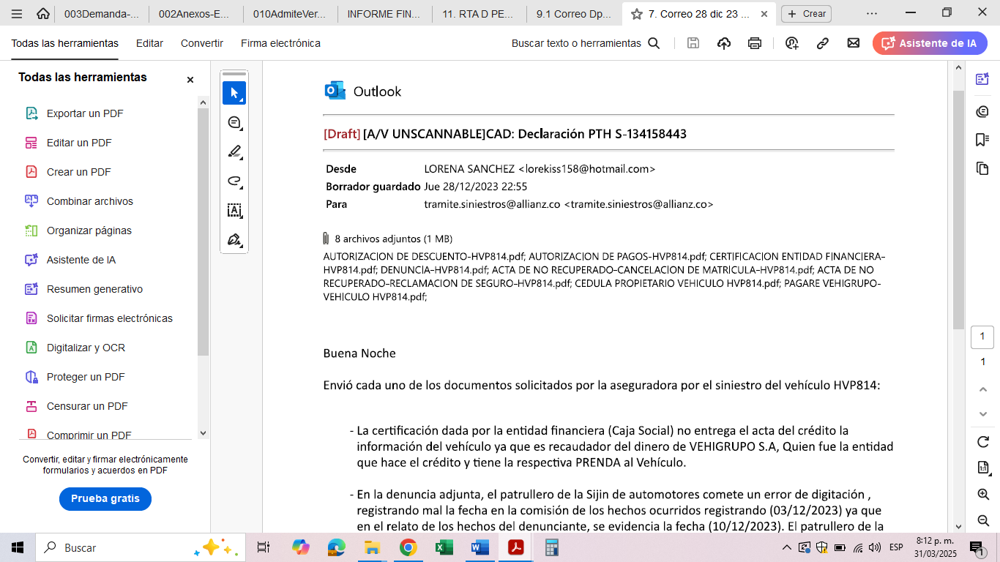 003Demanda-...
002Anexos-E...
010AdmiteVer...
INFORME FIN...
11. RTA D PE...
9.1 Correo Dp...
7. Correo 28 dic 23 ...
Crear
Todas las herramientas
Editar
Convertir
Firma electrónica
Buscar texto o herramientas
Asistente de IA
Todas las herramientas
Exportar un PDF
Editar un PDF
Crear un PDF
Combinar archivos
Organizar páginas
Asistente de IA
Resumen generativo
Solicitar firmas electrónicas
Digitalizar y OCR
Proteger un PDF
Censurar un PDF
Comprimir un PDF
Convertir, editar y firmar electrónicamente
formularios y acuerdos en PDF
Prueba gratis
Outlook
[Draft] [A/V UNSCANNABLE]CAD: Declaración PTH S-134158443
Desde LORENA SANCHEZ <lorekiss158@hotmail.com>
Borrador guardado Jue 28/12/2023 22:55
Para tramite.siniestros@allianz.co <tramite.siniestros@allianz.co>
8 archivos adjuntos (1 MB)
AUTORIZACION DE DESCUENTO-HVP814.pdf; AUTORIZACION DE PAGOS-HVP814.pdf; CERTIFICACION ENTIDAD FINANCIERA-
HVP814.pdf; DENUNCIA-HVP814.pdf; ACTA DE NO RECUPERADO-CANCELACION DE MATRICULA-HVP814.pdf; ACTA DE NO
RECUPERADO-RECLAMACION DE SEGURO-HVP814.pdf; CEDULA PROPIETARIO VEHICULO HVP814.pdf; PAGARE VEHIGRUPO-
VEHICULO HVP814.pdf;
Buena Noche
Envió cada uno de los documentos solicitados por la aseguradora por el siniestro del vehículo HVP814:
- La certificación dada por la entidad financiera (Caja Social) no entrega el acta del crédito la
información del vehículo ya que es recaudador del dinero de VEHIGRUPO S.A, Quien fue la entidad
que hace el crédito y tiene la respectiva PRENDA al Vehículo.
- En la denuncia adjunta, el patrullero de la Sijin de automotores comete un error de digitación ,
registrando mal la fecha en la comisión de los hechos ocurridos registrando (03/12/2023) ya que
en el relato de los hechos del denunciante, se evidencia la fecha (10/12/2023). El patrullero de la
1
1
1:1
Buscar
ESP
8:12 p. m.
31/03/2025
1